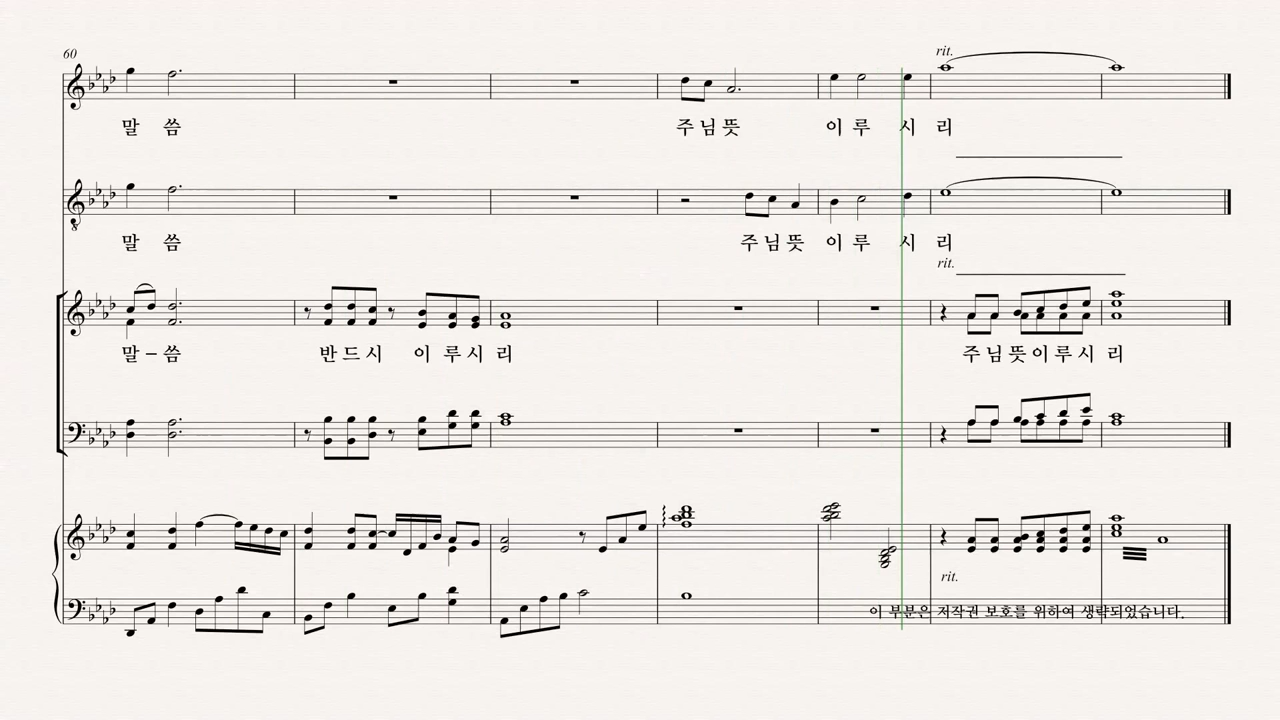 60
rit.
말 씀 주 님 뜻 이 루 시 리
말 씀 주 님 뜻 이 루 시 리
rit.
말 – 씀 반 드 시 이 루 시 리 주 님 뜻 이 루 시 리
rit.
이 부분은 저작권 보호를 위하여 생략되었습니다.